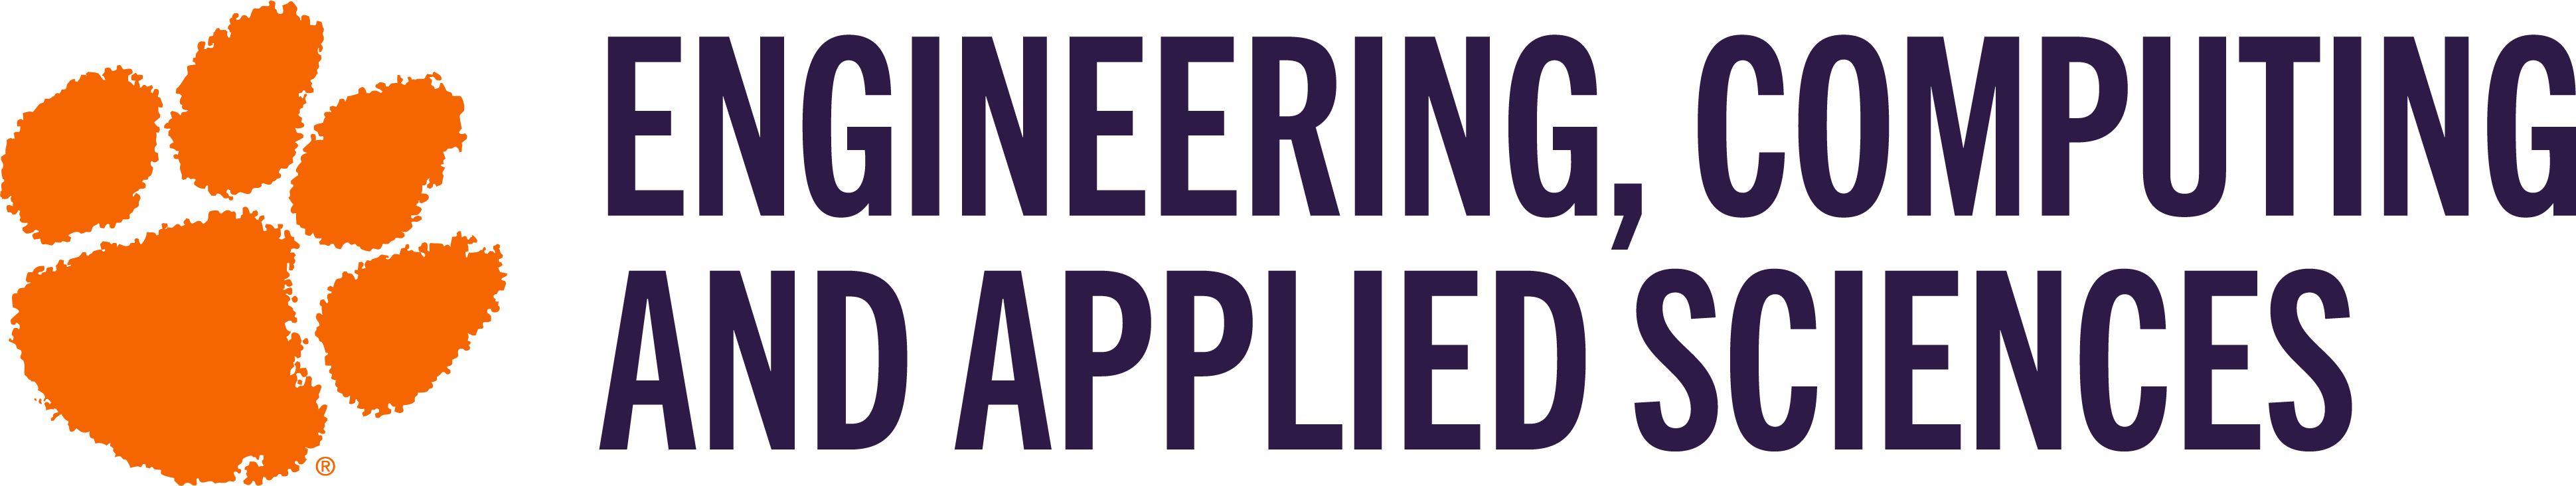 ENGINEERING, COMPUTING
AND APPLIED SCIENCES
®